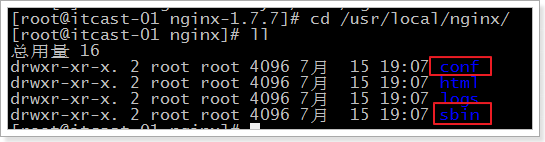 [root@itcast-01 nginx-1.7.7]# cd /usr/local/nginx/
[root@itcast-01 nginx]# ll
总用量 16
drwxr-xr-x. 2 root root 4096 7月  15 19:07 conf
drwxr-xr-x. 2 root root 4096 7月  15 19:07 html
drwxr-xr-x. 2 root root 4096 7月  15 19:07 logs
drwxr-xr-x. 2 root root 4096 7月  15 19:07 sbin
[root@itcast-01 nginx]#